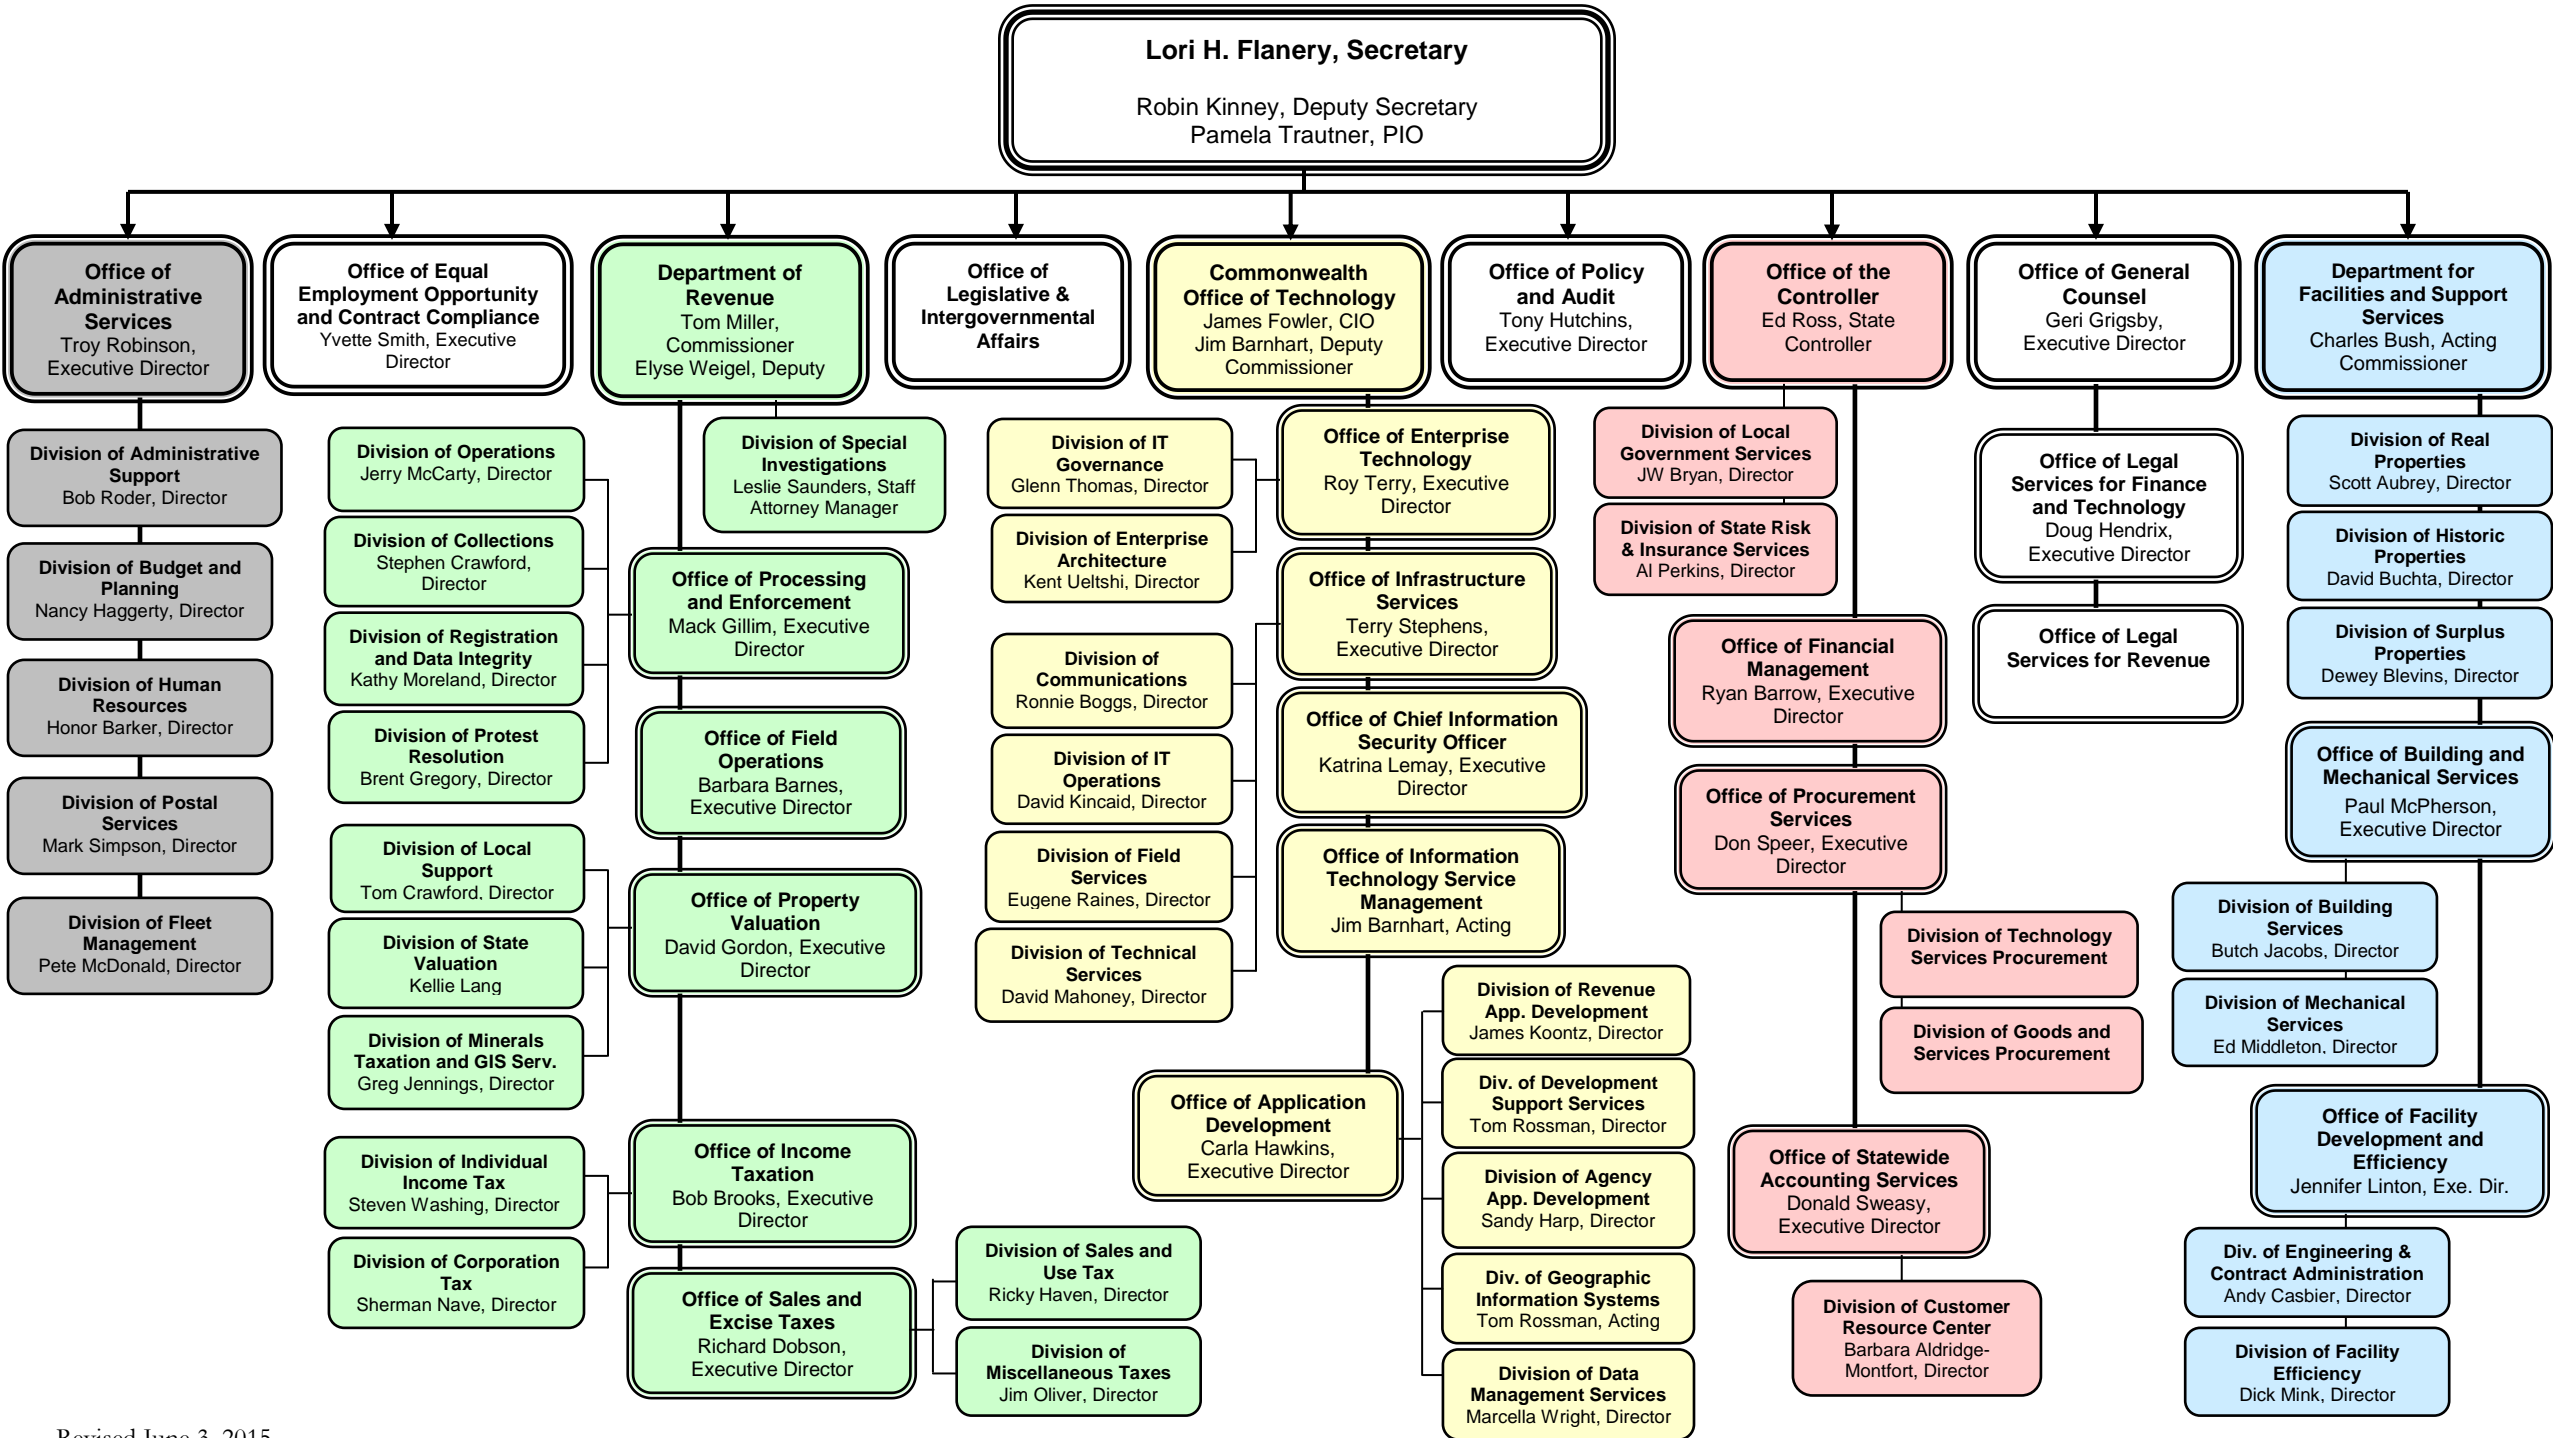 Lori H. Flanery, Secretary
Robin Kinney, Deputy Secretary
Pamela Trautner, PIO
Office of
Administrative
Services
Troy Robinson,
Executive Director
Office of Equal
Employment Opportunity
and Contract Compliance
Yvette Smith, Executive
Director
Department of
Revenue
Tom Miller,
Commissioner
Elyse Weigel, Deputy
Office of
Legislative &
Intergovernmental
Affairs
Commonwealth
Office of Technology
James Fowler, CIO
Jim Barnhart, Deputy
Commissioner
Office of Policy
and Audit
Tony Hutchins,
Executive Director
Office of the
Controller
Ed Ross, State
Controller
Office of General
Counsel
Geri Grigsby,
Executive Director
Department for
Facilities and Support
Services
Charles Bush, Acting
Commissioner
Division of Administrative
Support
Bob Roder, Director
Division of Budget and
Planning
Nancy Haggerty, Director
Division of Human
Resources
Honor Barker, Director
Division of Postal
Services
Mark Simpson, Director
Division of Fleet
Management
Pete McDonald, Director
Division of Operations
Jerry McCarty, Director
Division of Collections
Stephen Crawford,
Director
Division of Registration
and Data Integrity
Kathy Moreland, Director
Division of Protest
Resolution
Brent Gregory, Director
Division of Local
Support
Tom Crawford, Director
Division of State
Valuation
Kellie Lang
Division of Minerals
Taxation and GIS Serv.
Greg Jennings, Director
Division of Individual
Income Tax
Steven Washing, Director
Division of Corporation
Tax
Sherman Nave, Director
Division of Special
Investigations
Leslie Saunders, Staff
Attorney Manager
Office of Processing
and Enforcement
Mack Gillim, Executive
Director
Office of Field
Operations
Barbara Barnes,
Executive Director
Office of Property
Valuation
David Gordon, Executive
Director
Office of Income
Taxation
Bob Brooks, Executive
Director
Office of Sales and
Excise Taxes
Richard Dobson,
Executive Director
Division of Sales and
Use Tax
Ricky Haven, Director
Division of
Miscellaneous Taxes
Jim Oliver, Director
Division of IT
Governance
Glenn Thomas, Director
Division of Enterprise
Architecture
Kent Ueltshi, Director
Division of
Communications
Ronnie Boggs, Director
Division of IT
Operations
David Kincaid, Director
Division of Field
Services
Eugene Raines, Director
Division of Technical
Services
David Mahoney, Director
Office of Enterprise
Technology
Roy Terry, Executive
Director
Office of Infrastructure
Services
Terry Stephens,
Executive Director
Office of Chief Information
Security Officer
Katrina Lemay, Executive
Director
Office of Information
Technology Service
Management
Jim Barnhart, Acting
Office of Application
Development
Carla Hawkins,
Executive Director
Division of Revenue
App. Development
James Koontz, Director
Div. of Development
Support Services
Tom Rossman, Director
Division of Agency
App. Development
Sandy Harp, Director
Div. of Geographic
Information Systems
Tom Rossman, Acting
Division of Data
Management Services
Marcella Wright, Director
Division of Local
Government Services
JW Bryan, Director
Division of State Risk
& Insurance Services
Al Perkins, Director
Office of Financial
Management
Ryan Barrow, Executive
Director
Office of Procurement
Services
Don Speer, Executive
Director
Division of Technology
Services Procurement
Division of Goods and
Services Procurement
Office of Statewide
Accounting Services
Donald Sweasy,
Executive Director
Division of Customer
Resource Center
Barbara Aldridge-
Montfort, Director
Office of Legal
Services for Finance
and Technology
Doug Hendrix,
Executive Director
Office of Legal
Services for Revenue
Division of Real
Properties
Scott Aubrey, Director
Division of Historic
Properties
David Buchta, Director
Division of Surplus
Properties
Dewey Blevins, Director
Office of Building and
Mechanical Services
Paul McPherson,
Executive Director
Division of Building
Services
Butch Jacobs, Director
Division of Mechanical
Services
Ed Middleton, Director
Office of Facility
Development and
Efficiency
Jennifer Linton, Exe. Dir.
Div. of Engineering &
Contract Administration
Andy Casbier, Director
Division of Facility
Efficiency
Dick Mink, Director
Revised June 3, 2015